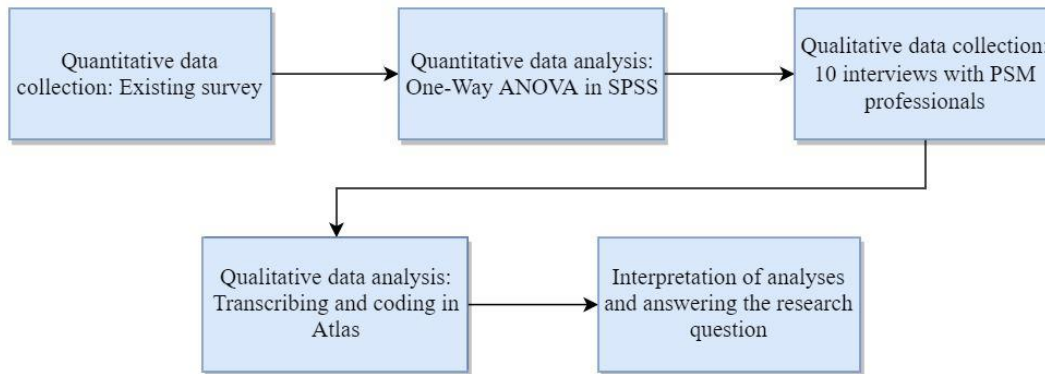 Quantitative data
collection: Existing survey
Quantitative data analysis:
One-Way ANOVA in SPSS
Qualitative data collection:
10 interviews with PSM
professionals
Qualitative data analysis:
Transcribing and coding in
Atlas
Interpretation of analyses
and answering the research
question